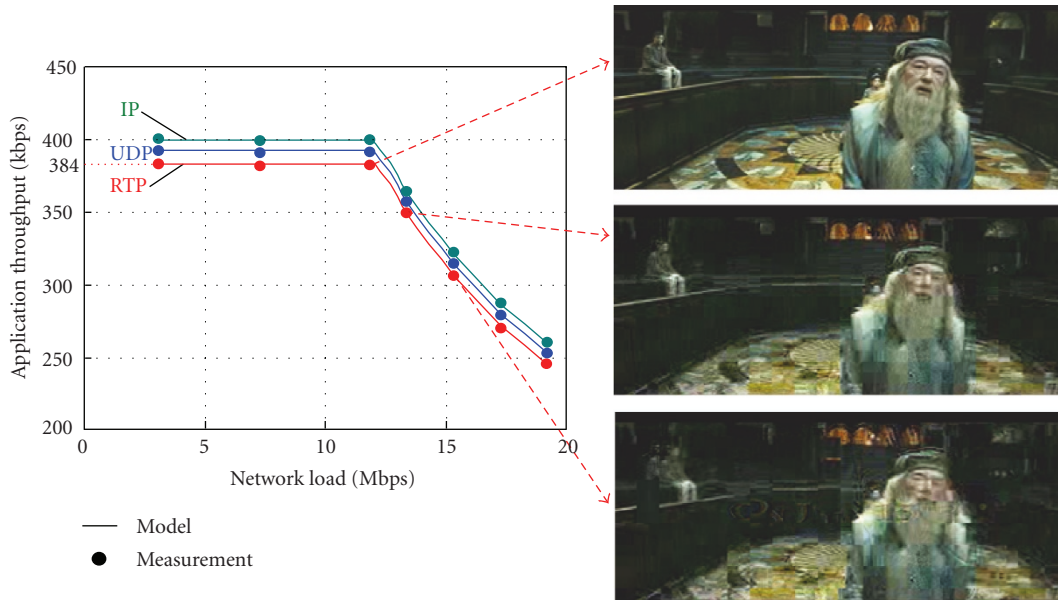 450
400
384
350
300
250
200
0
5
10
15
20
IP
UDP
RTP
Application throughput (kbps)
Network load (Mbps)
Model
Measurement